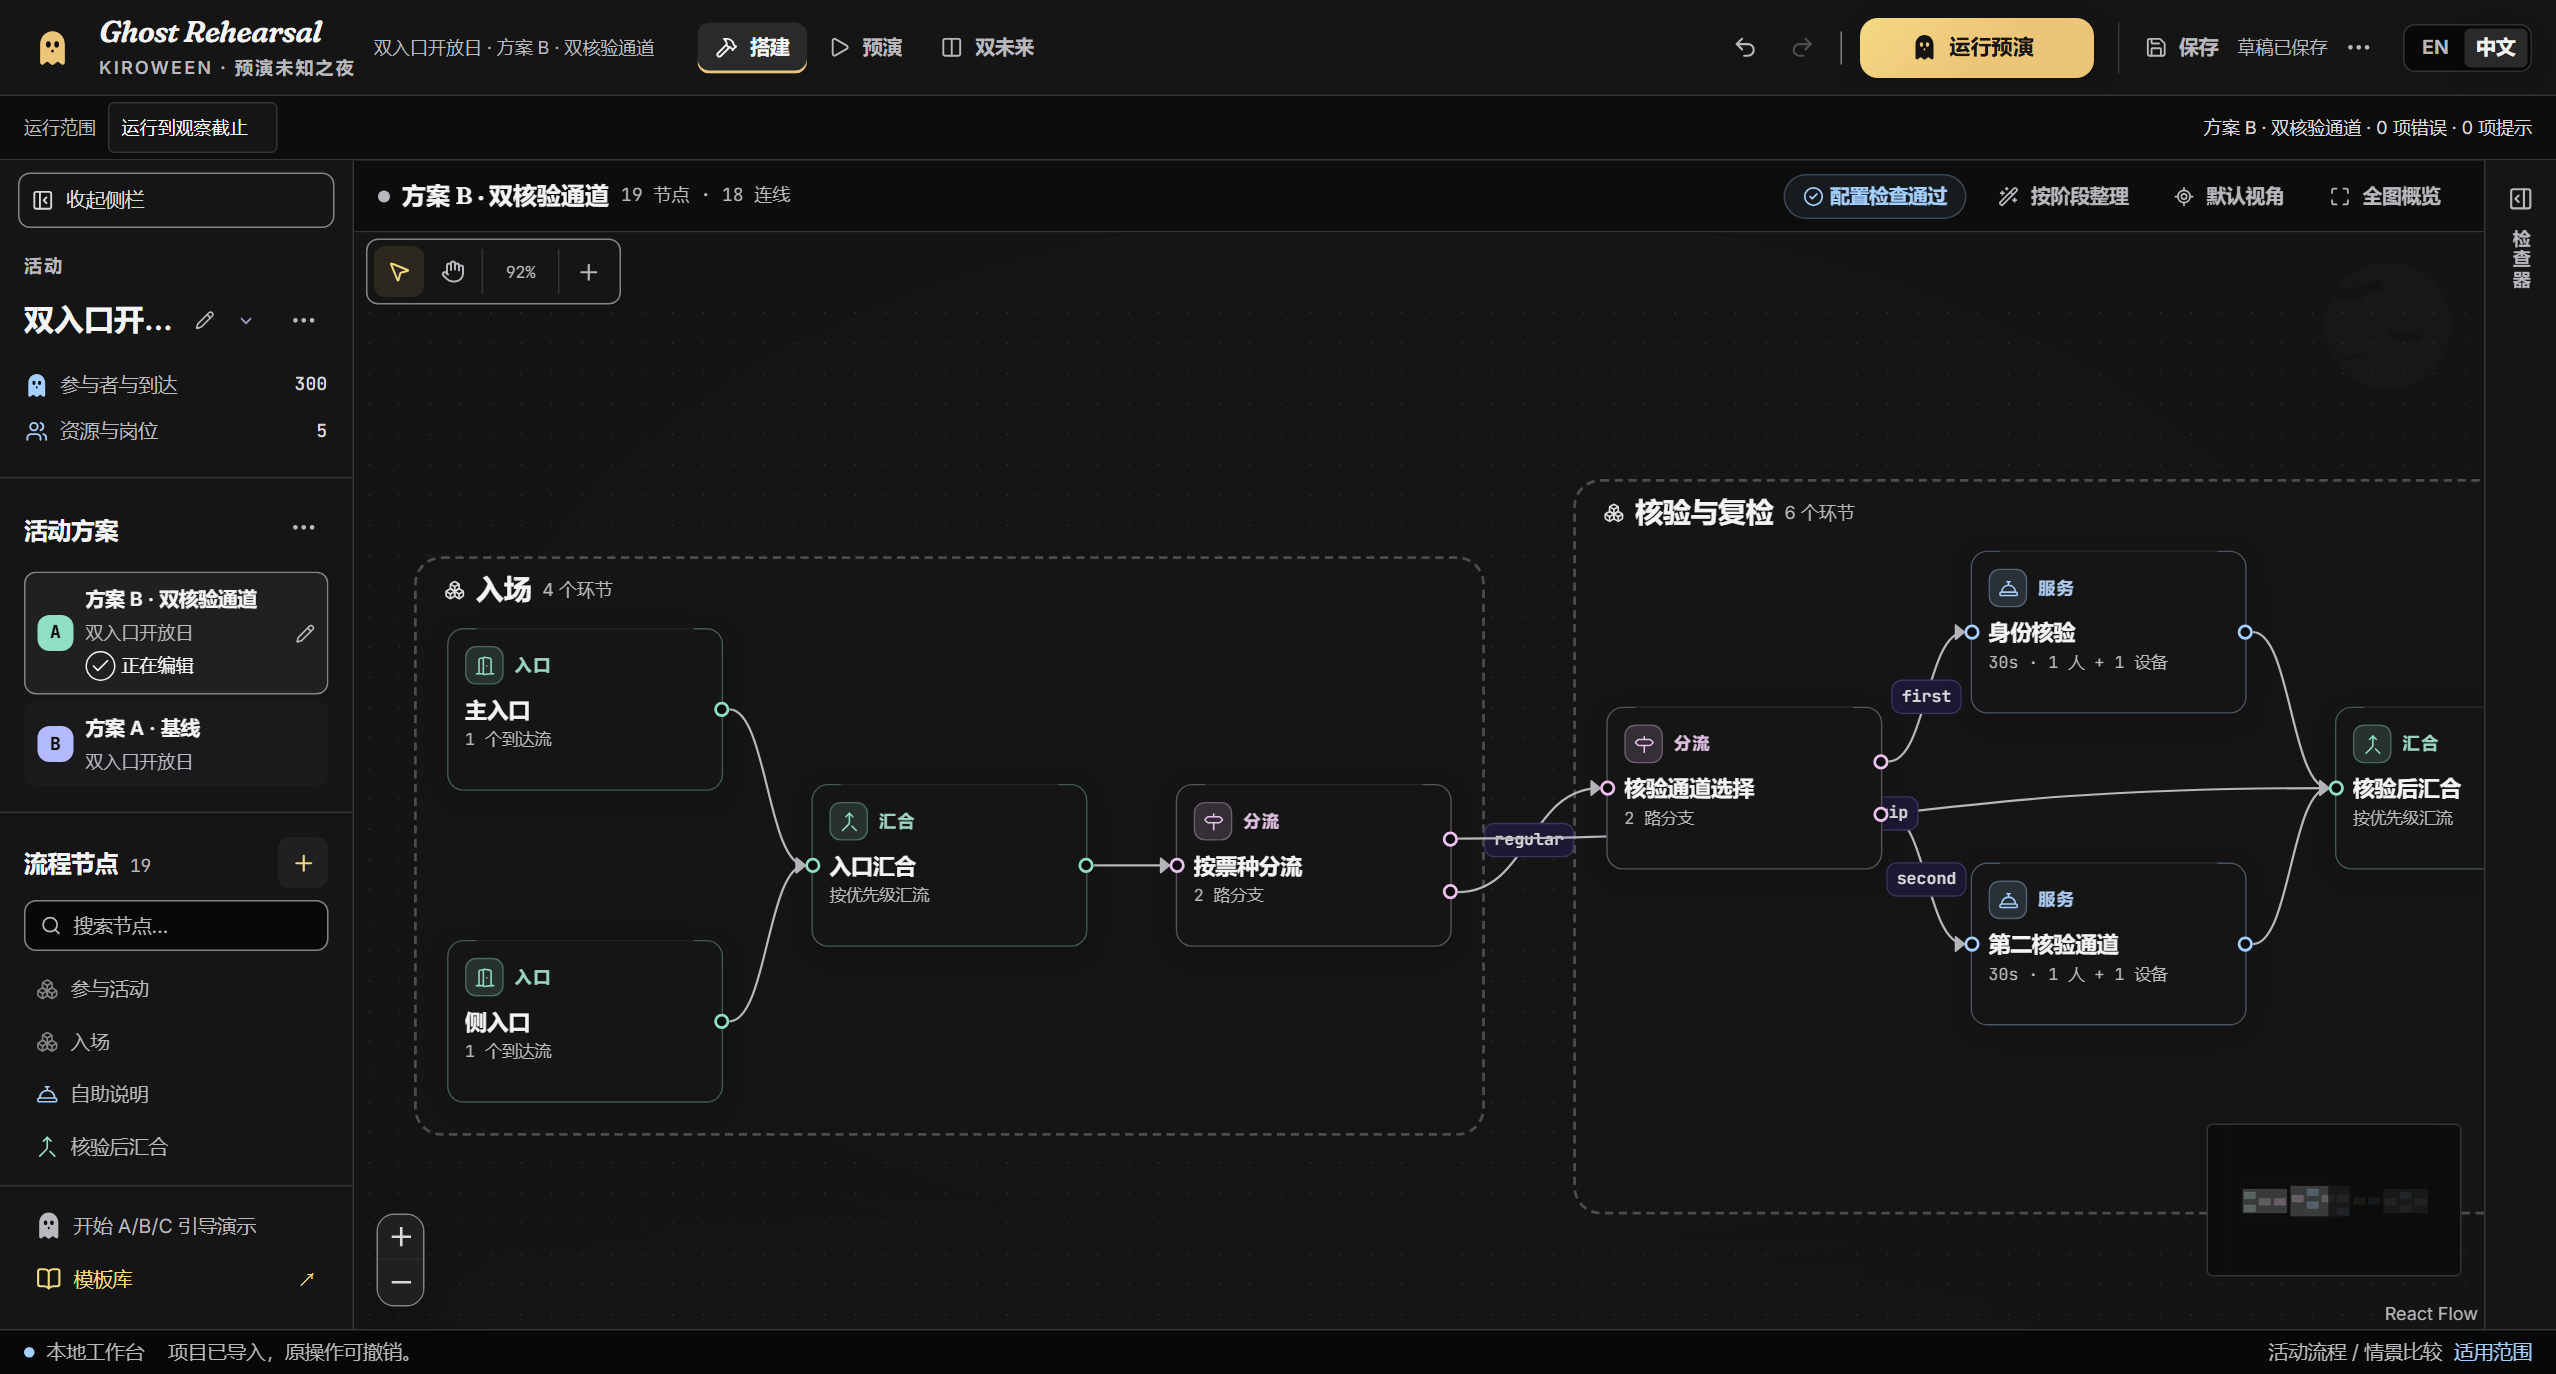 Ghost Rehearsal
KIROWEEN · 预演未知之夜
双入口开放日 · 方案 B · 双核验通道
搭建
预演
双未来
运行预演
保存
草稿已保存
EN
中文
运行范围
运行到观察截止
方案 B · 双核验通道 · 0 项错误 · 0 项提示
收起侧栏
活动
双入口开...
参与者与到达
300
资源与岗位
5
活动方案
A
方案 B · 双核验通道
双入口开放日
正在编辑
B
方案 A · 基线
双入口开放日
流程节点 19
搜索节点...
参与活动
入场
自助说明
核验后汇合
开始 A/B/C 引导演示
模板库
方案 B · 双核验通道 19 节点 · 18 连线
配置检查通过
按阶段整理
默认视角
全图概览
检查器
92%
入场 4 个环节
入口
主入口
1 个到达流
入口
侧入口
1 个到达流
汇合
入口汇合
按优先级汇流
分流
按票种分流
2 路分支
regular
核验与复检 6 个环节
分流
核验通道选择
2 路分支
first
second
服务
身份核验
30s · 1 人 + 1 设备
服务
第二核验通道
30s · 1 人 + 1 设备
汇合
核验后汇合
按优先级汇流
React Flow
本地工作台 项目已导入，原操作可撤销。
活动流程 / 情景比较 适用范围